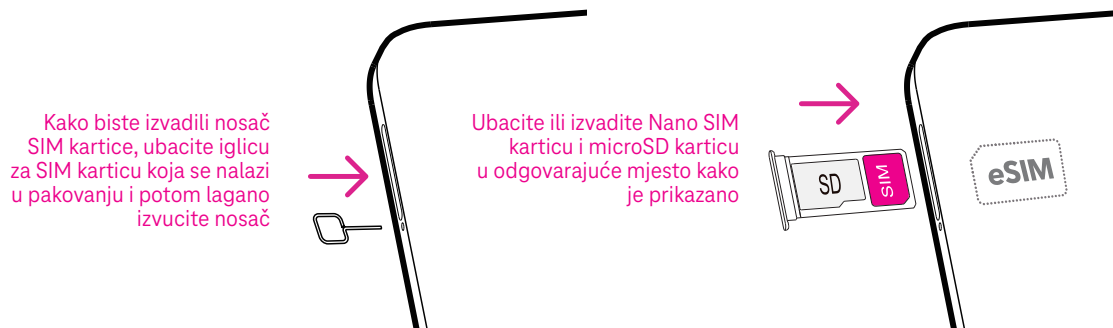 Kako biste izvadili nosač
SIM kartice, ubacite iglicu
za SIM karticu koja se nalazi
u pakovanju i potom lagano
izvucite nosač
Ubacite ili izvadite Nano SIM
karticu i microSD karticu
u odgovarajuće mjesto kako
je prikazano
SD
SIM
eSIM